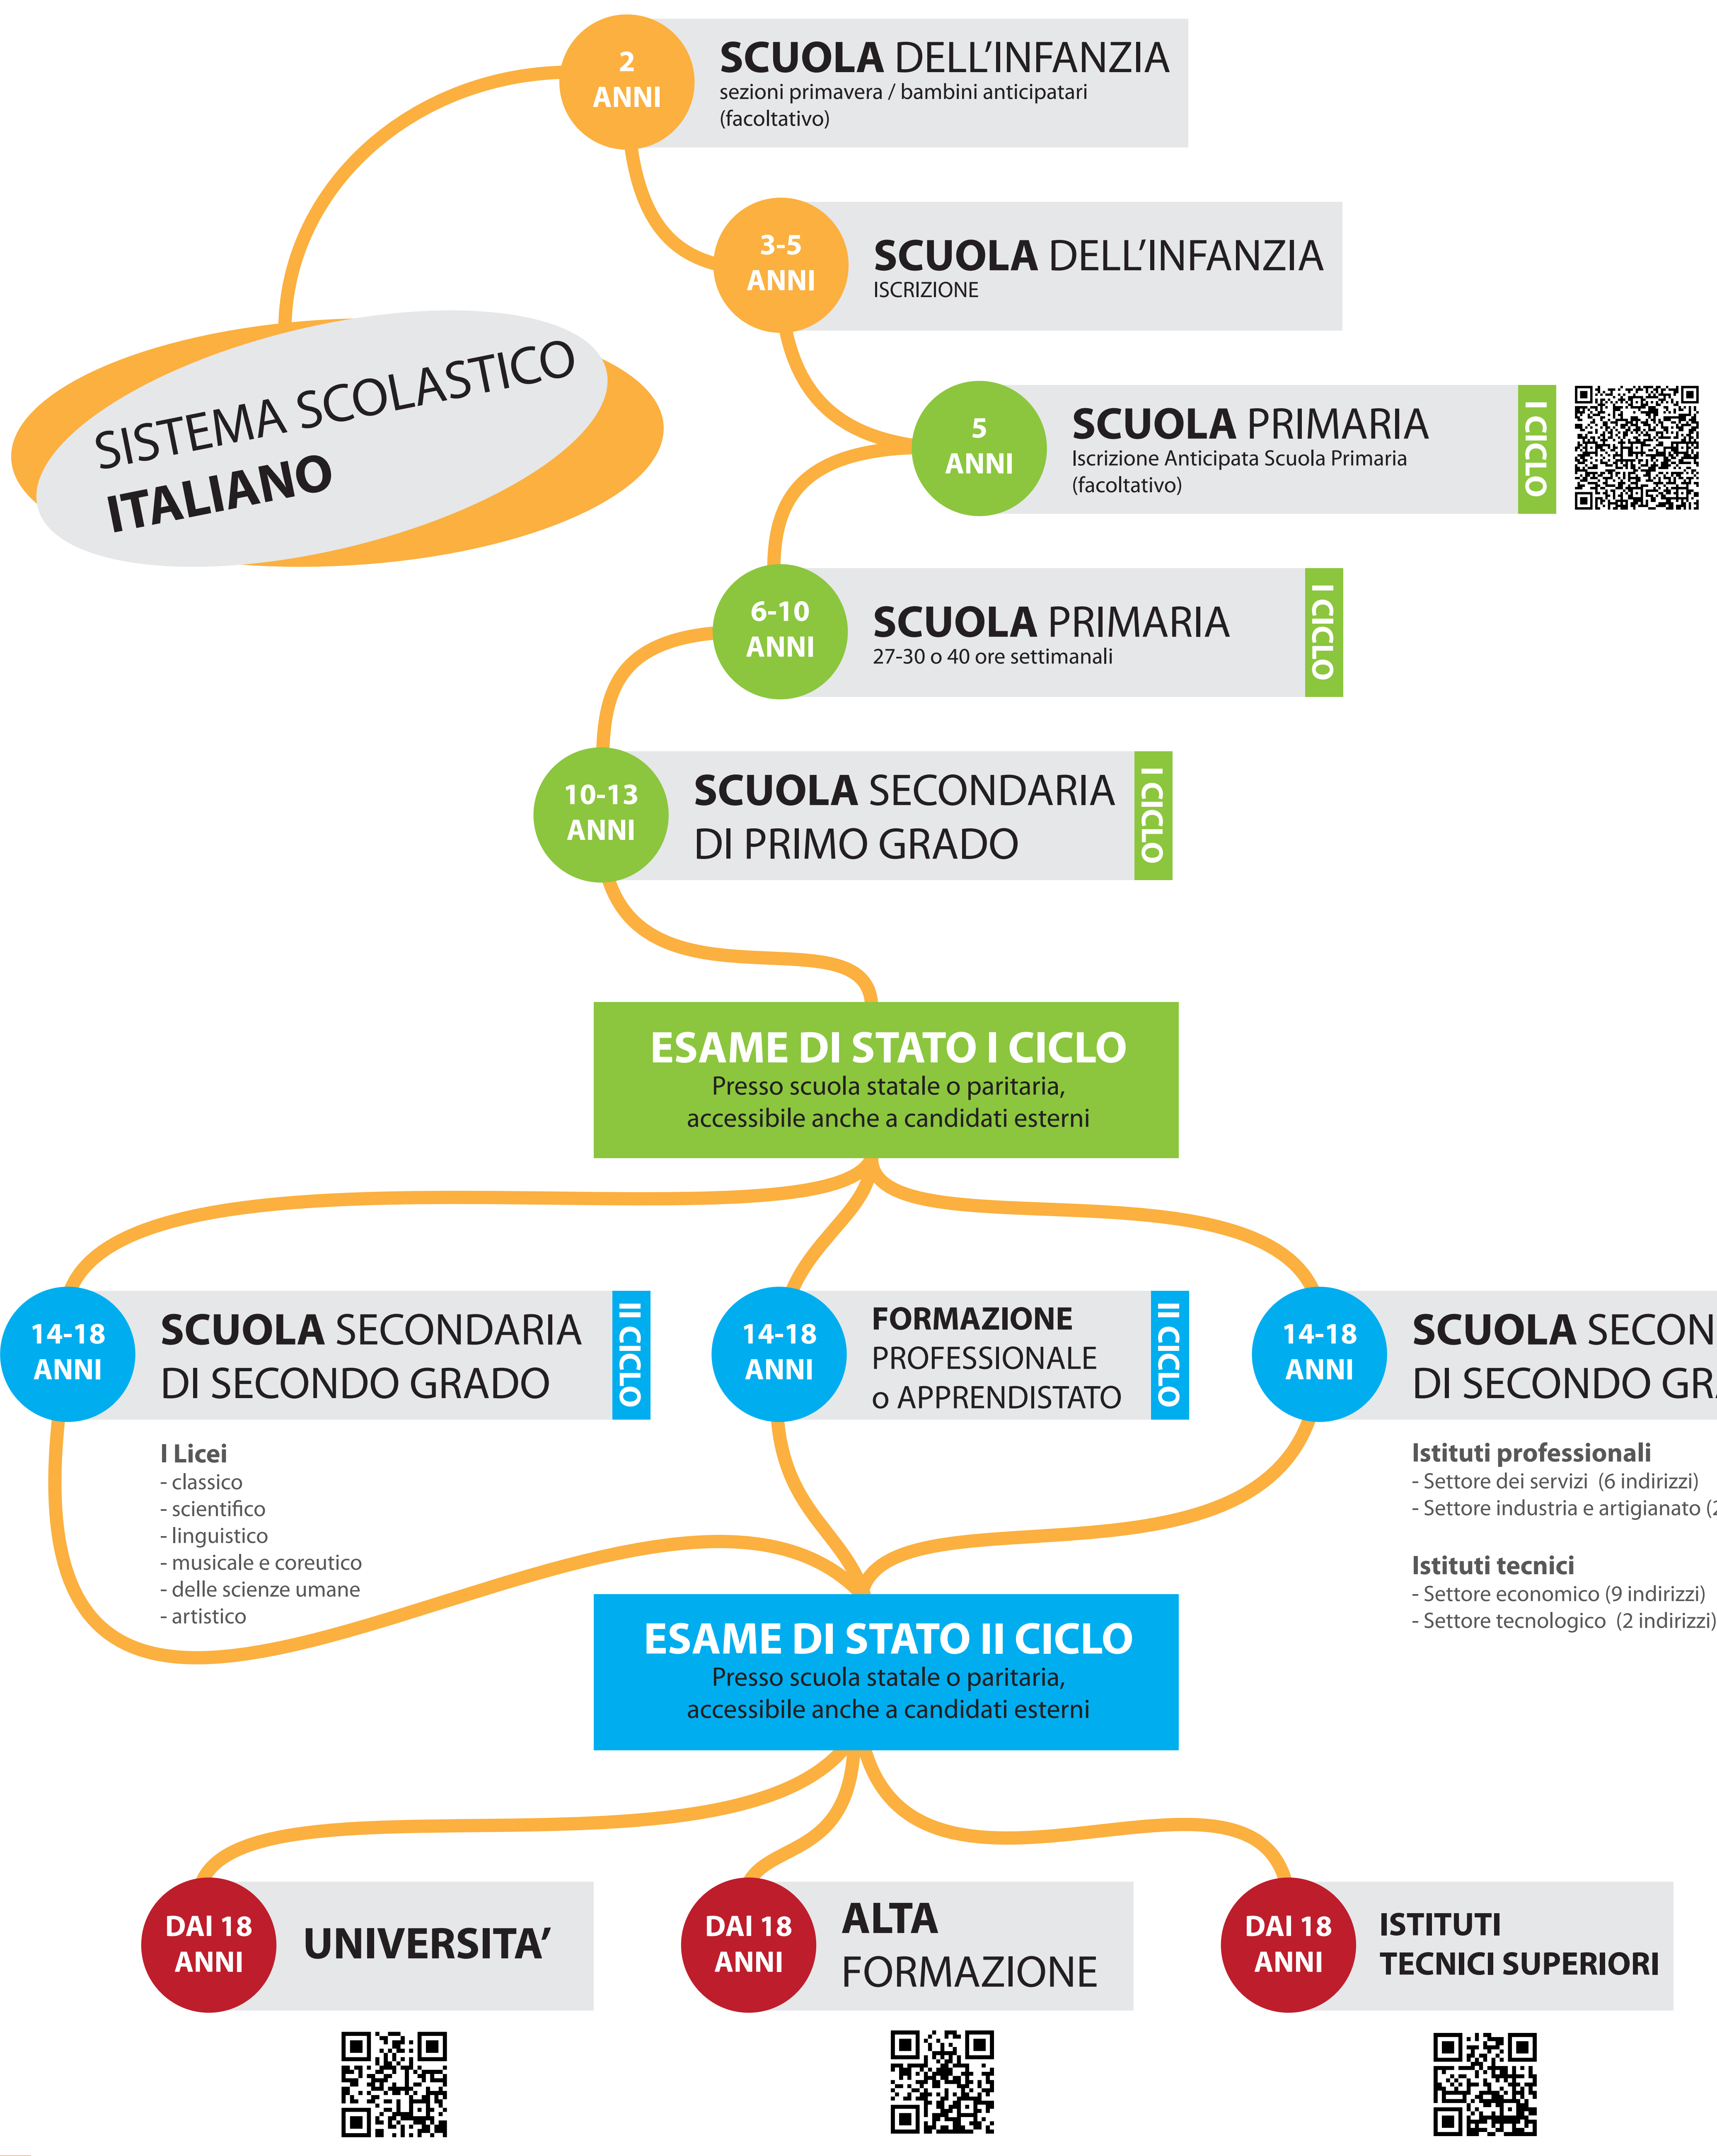 2
ANNI
SCUOLA DELL'INFANZIA
sezioni primavera / bambini anticipatari
(facoltativo)
3-5
ANNI
SCUOLA DELL'INFANZIA
ISCRIZIONE
SISTEMA SCOLASTICO
ITALIANO
5
ANNI
SCUOLA PRIMARIA
Iscrizione Anticipata Scuola Primaria
(facoltativo)
I CICLO
6-10
ANNI
SCUOLA PRIMARIA
27-30 o 40 ore settimanali
I CICLO
10-13
ANNI
SCUOLA SECONDARIA
DI PRIMO GRADO
I CICLO
ESAME DI STATO I CICLO
Presso scuola statale o paritaria,
accessibile anche a candidati esterni
14-18
ANNI
SCUOLA SECONDARIA
DI SECONDO GRADO
II CICLO
I Licei
- classico
- scientifico
- linguistico
- musicale e coreutico
- delle scienze umane
- artistico
14-18
ANNI
FORMAZIONE
PROFESSIONALE
o APPRENDISTATO
II CICLO
14-18
ANNI
SCUOLA
DI SECONDO
Istituti professionali
- Settore dei servizi (6 indirizzi)
- Settore industria e artigianato
Istituti tecnici
- Settore economico (9 indirizzi)
- Settore tecnologico (2 indirizzi)
ESAME DI STATO II CICLO
Presso scuola statale o paritaria,
accessibile anche a candidati esterni
DAI 18
ANNI
UNIVERSITA'
DAI 18
ANNI
ALTA
FORMAZIONE
DAI 18
ANNI
ISTITUTI
TECNICI SUPERIORI